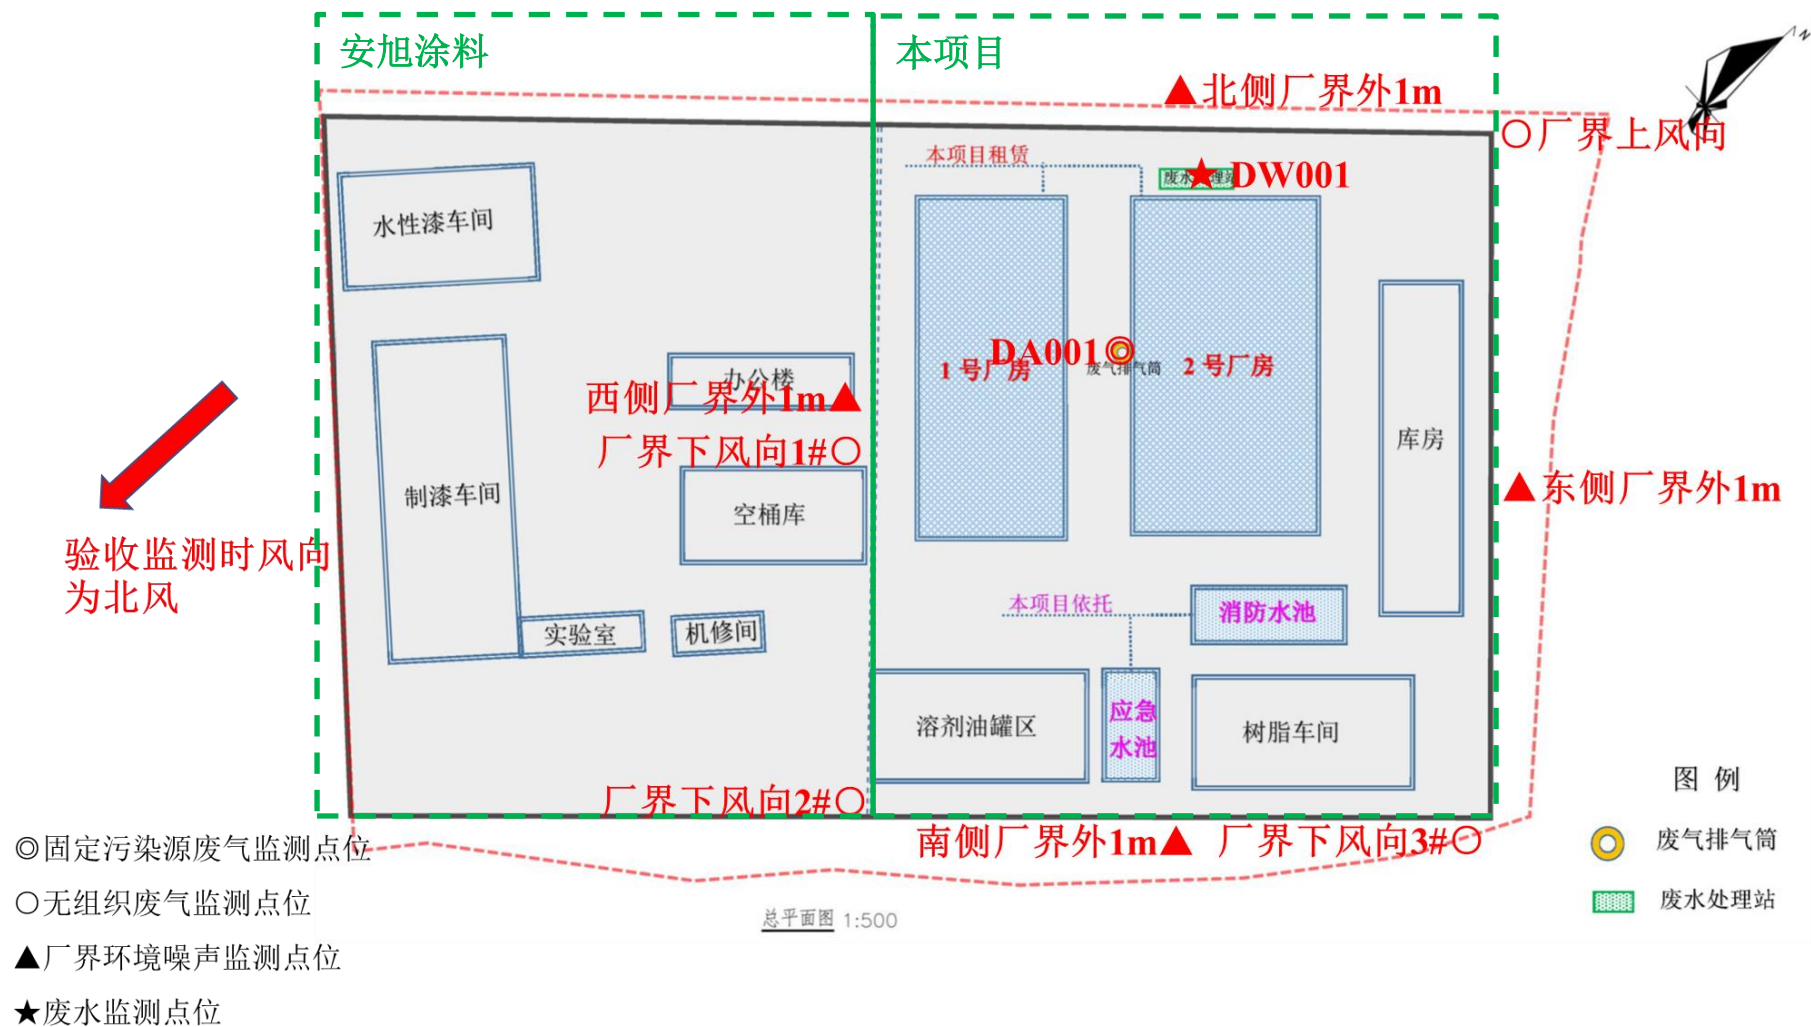 安旭涂料
本项目
N
▲北侧厂界外1m
○厂界上风向
本项目租赁
废水处理站
★DW001
水性漆车间
DA001◎
1号厂房
废气排气筒
2号厂房
办公楼
西侧厂界外1m▲
厂界下风向1#○
库房
制漆车间
空桶库
▲东侧厂界外1m
验收监测时风向
为北风
本项目依托
消防水池
实验室
机修间
溶剂油罐区
应急
水池
树脂车间
厂界下风向2#○
南侧厂界外1m▲
厂界下风向3#○
图 例
废气排气筒
废水处理站
◎固定污染源废气监测点位
○无组织废气监测点位
▲厂界环境噪声监测点位
★废水监测点位
总平面图 1:500